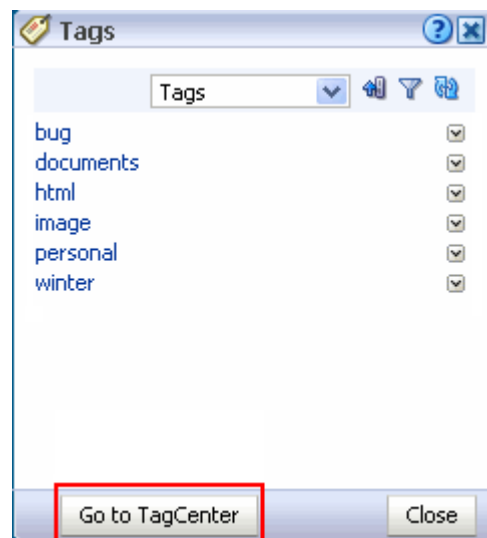 Tags
Tags
bug
documents
html
image
personal
winter
Go to TagCenter
Close